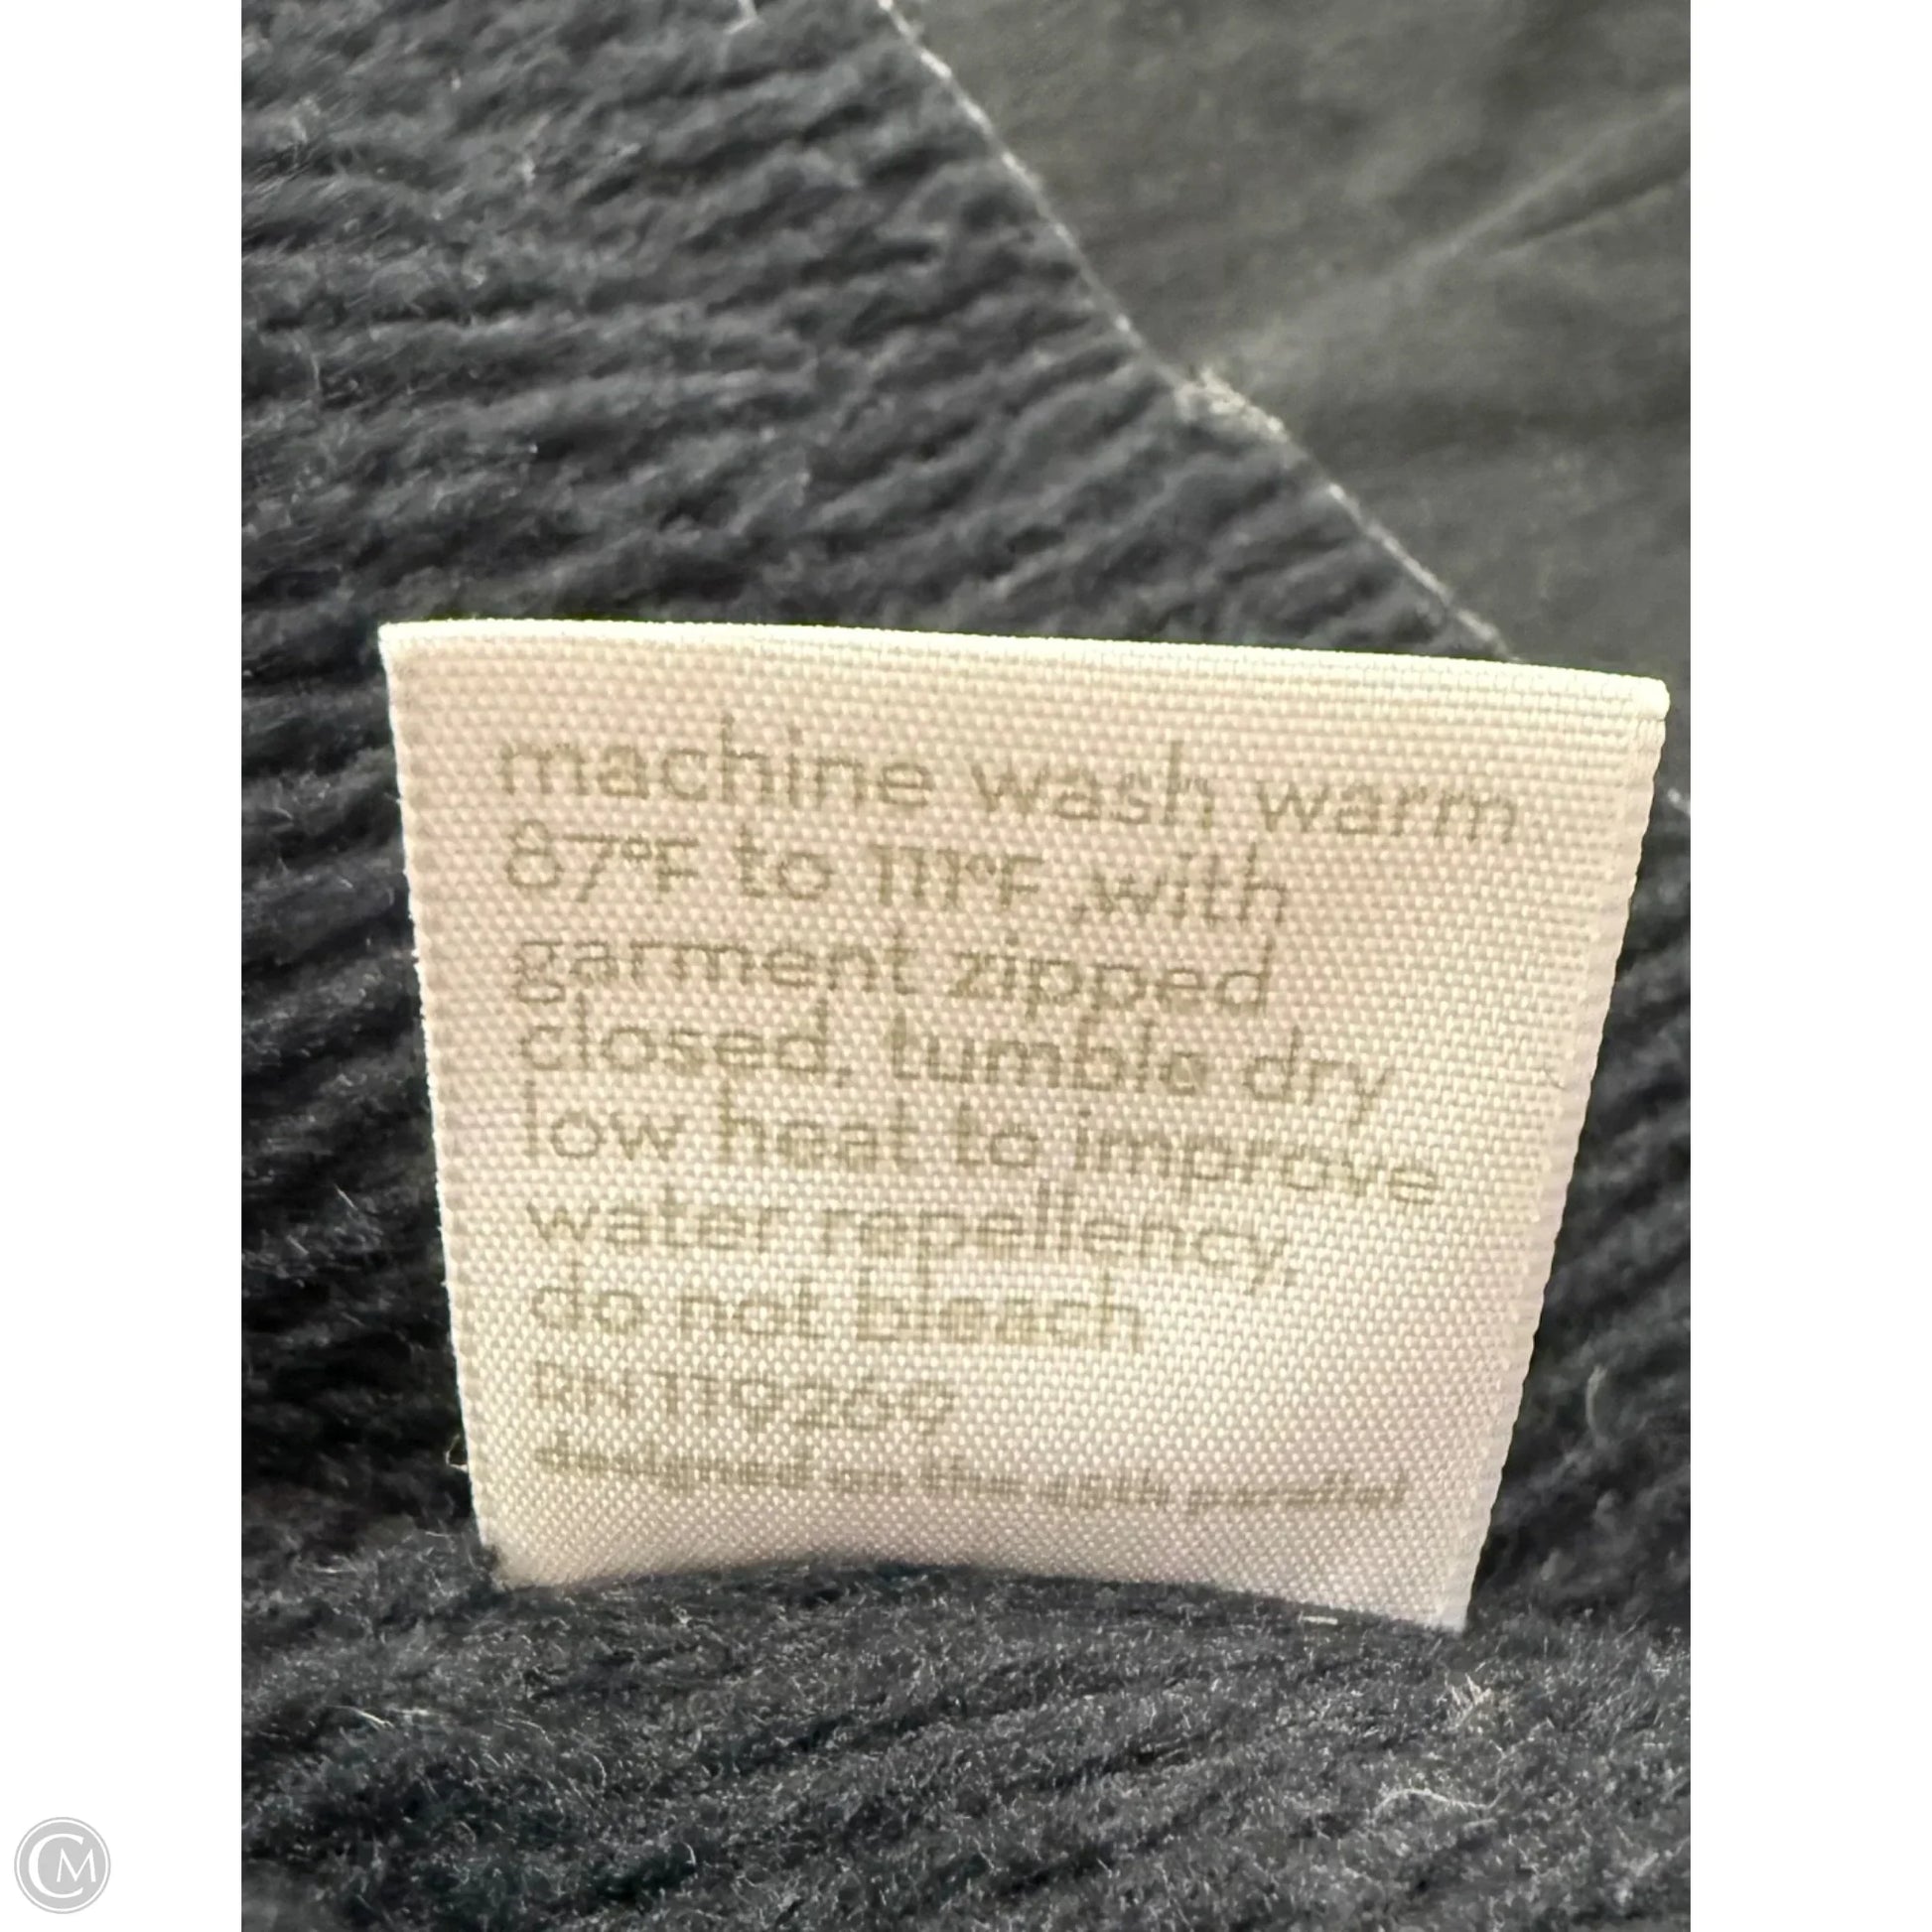 machine wash warm
87°F to 111°F ,with
garment zipped
closed, tumble dry
low heat to improve
water repellency,
do not bleach
RN119269
CM